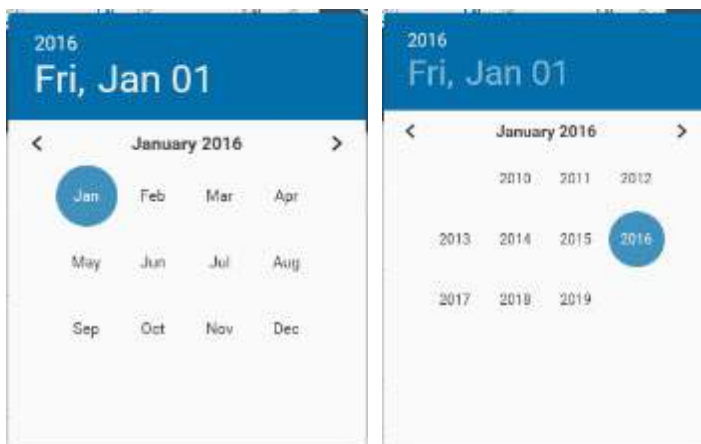 2016
Fri, Jan 01
January 2016
Jan Feb Mar Apr
May Jun Jul Aug
Sep Oct Nov Dec
2016
Fri, Jan 01
January 2016
2010 2011 2012
2013 2014 2015 2016
2017 2018 2019